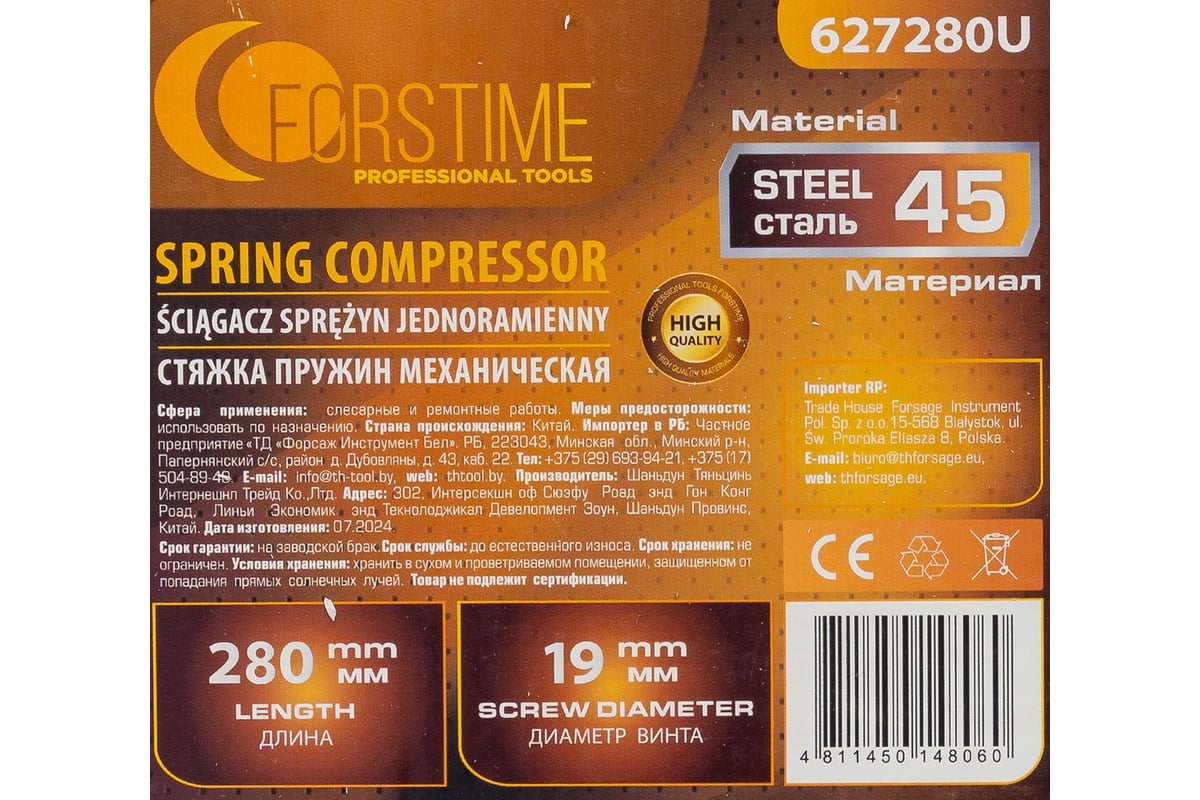 FORSTIME
PROFESSIONAL TOOLS
627280U
Material
STEEL
сталь
45
Материал
SPRING COMPRESSOR
ŚCIĄGACZ SPRĘŻYN JEDNORAMIENNY
СТЯЖКА ПРУЖИН МЕХАНИЧЕСКАЯ
PROFESSIONAL TOOLS FORSTIME
HIGH
QUALITY
HIGH QUALITY MATERIALS
Сфера применения: слесарные и ремонтные работы. Меры предосторожности:
использовать по назначению. Страна происхождения: Китай. Импортер в РБ: Частное
предприятие «ТД «Форсаж Инструмент Бел». РБ, 223043, Минская обл., Минский р-н,
Папернянский с/с, район д. Дубовляны, д. 43, каб. 22. Тел: +375 (29) 693-94-21, +375 (17)
504-89-49. E-mail: info@th-tool.by, web: thtool.by. Производитель: Шаньдун Тяньцинь
Интернешнл Трейд Ко.,Лтд. Адрес: 302, Интерсекшн оф Сюэфу Роад энд Гон Конг
Роад, Линьи Экономик энд Текнолоджикал Девелопмент Зоун, Шаньдун Провинс,
Китай. Дата изготовления: 07.2024.
Срок гарантии: на заводской брак. Срок службы: до естественного износа. Срок хранения: не
ограничен. Условия хранения: хранить в сухом и проветриваемом помещении, защищенном от
попадания прямых солнечных лучей. Товар не подлежит сертификации.
Importer RP:
Trade House Forsage Instrument
Pol. Sp. z o.o. 15-568 Bialystok, ul.
Św. Proroka Eliasza 8, Polska.
E-mail: biuro@thforsage.eu,
web: thforsage.eu.
CE
280 mm
мм
LENGTH
ДЛИНА
19 mm
мм
SCREW DIAMETER
ДИАМЕТР ВИНТА
4 811450 148060